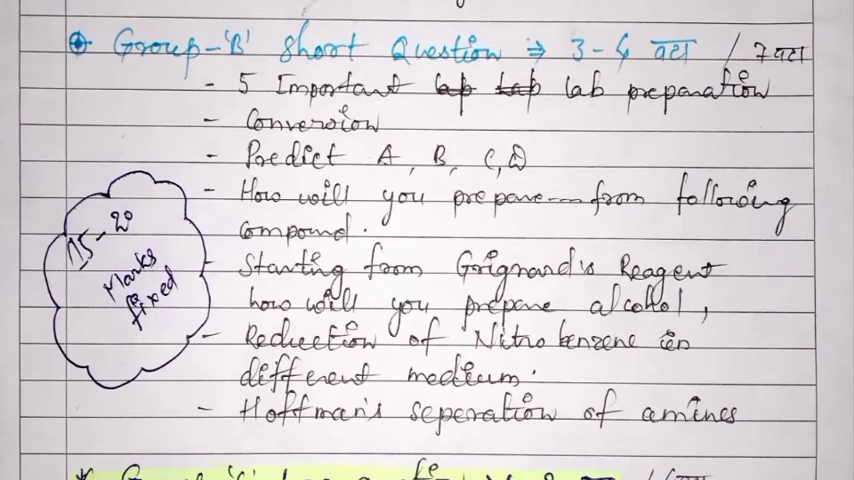 Group-'B' Short Question ⇒ 3-4 वटा / 7 वटा
- 5 Important lab preparation
- Conversion
- Predict A, B, C, D
- How will you prepare---from following
compound.
- Starting from Grignard's Reagent
how will you prepare alcohol,
- Reduction of Nitrobenzene in
different medium.
- Hoffman's seperation of amines
15-20
Marks
fixed